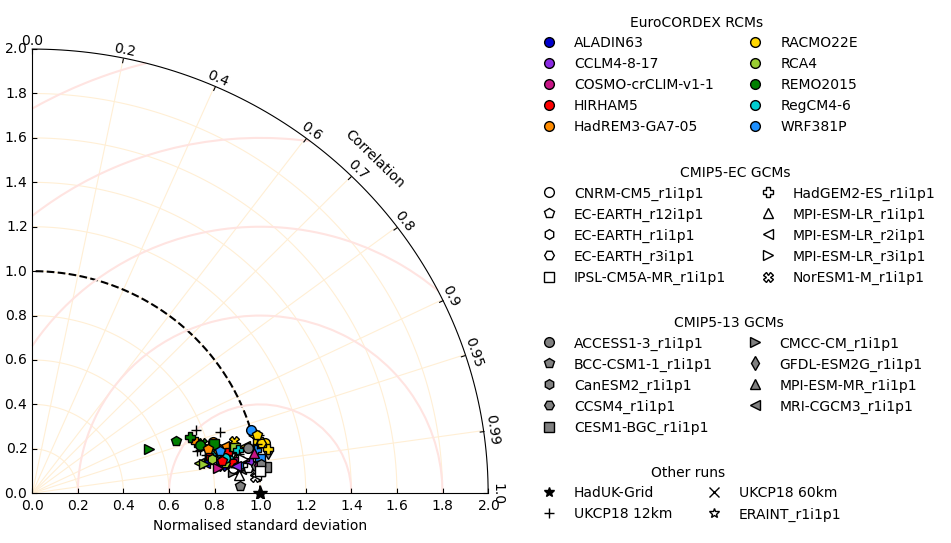 0.0
0.2
0.4
0.6
0.7
0.8
0.9
0.95
0.99
1.0
Correlation
2.0
1.8
1.6
1.4
1.2
1.0
0.8
0.6
0.4
0.2
0.0
0.0 0.2 0.4 0.6 0.8 1.0 1.2 1.4 1.6 1.8 2.0
Normalised standard deviation
EuroCORDEX RCMs
ALADIN63 RACMO22E
CCLM4-8-17 RCA4
COSMO-crCLIM-v1-1 REMO2015
HIRHAM5 RegCM4-6
HadREM3-GA7-05 WRF381P
CMIP5-EC GCMs
CNRM-CM5_r1i1p1 HadGEM2-ES_r1i1p1
EC-EARTH_r12i1p1 MPI-ESM-LR_r1i1p1
EC-EARTH_r1i1p1 MPI-ESM-LR_r2i1p1
EC-EARTH_r3i1p1 MPI-ESM-LR_r3i1p1
IPSL-CM5A-MR_r1i1p1 NorESM1-M_r1i1p1
CMIP5-13 GCMs
ACCESS1-3_r1i1p1 CMCC-CM_r1i1p1
BCC-CSM1-1_r1i1p1 GFDL-ESM2G_r1i1p1
CanESM2_r1i1p1 MPI-ESM-MR_r1i1p1
CCSM4_r1i1p1 MRI-CGCM3_r1i1p1
CESM1-BGC_r1i1p1
Other runs
HadUK-Grid UKCP18 60km
UKCP18 12km ERAINT_r1i1p1